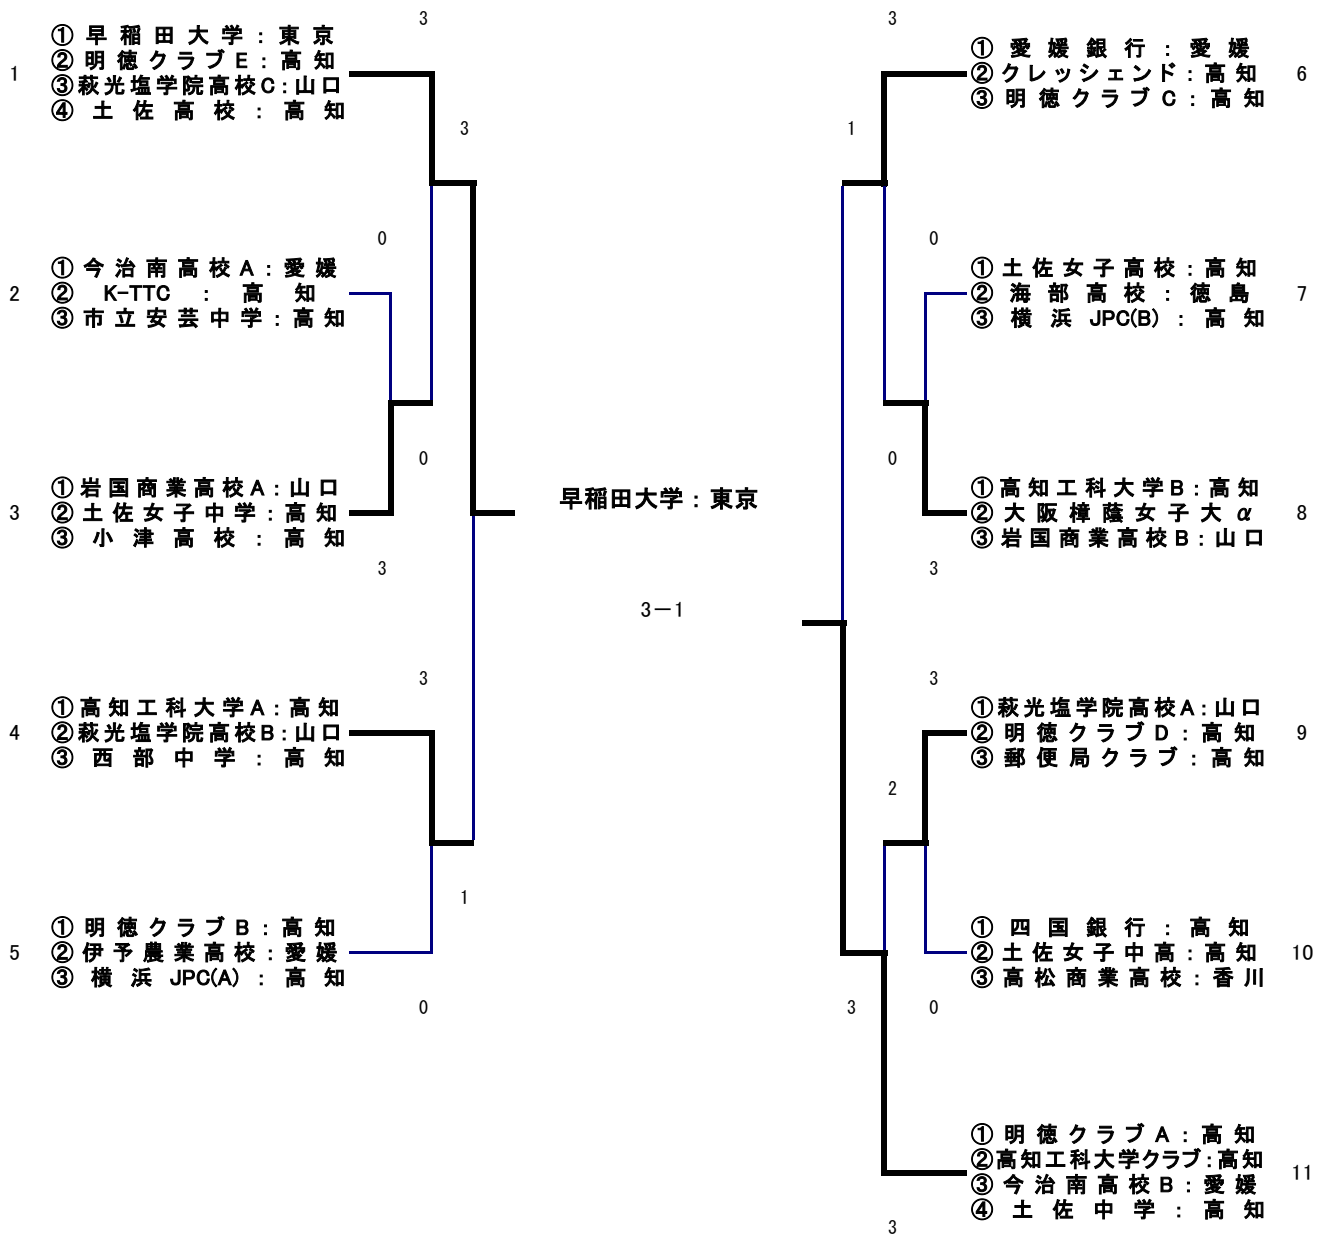 3
① 早稲田大学：東京
② 明徳クラブE：高知
③萩光塩学院高校C：山口
④ 土佐高校：高知
1
3
0
① 今治南高校A：愛媛
② K-TTC：高知
③ 市立安芸中学：高知
2
0
① 岩国商業高校A：山口
② 土佐女子中学：高知
③ 小津高校：高知
3
3
3
① 高知工科大学A：高知
②萩光塩学院高校B：山口
③ 西部中学：高知
4
1
① 明徳クラブB：高知
② 伊予農業高校：愛媛
③ 横浜JPC(A)：高知
5
0
早稲田大学：東京
3－1
3
① 愛媛銀行：愛媛
②クレッシェンド：高知
③ 明徳クラブC：高知
6
1
0
① 土佐女子高校：高知
② 海部高校：徳島
③ 横浜JPC(B)：高知
7
0
① 高知工科大学B：高知
② 大阪樟蔭女子大α
③ 岩国商業高校B：山口
8
3
3
①萩光塩学院高校A：山口
② 明徳クラブD：高知
③ 郵便局クラブ：高知
9
2
① 四国銀行：高知
② 土佐女子中高：高知
③ 高松商業高校：香川
10
3
0
① 明徳クラブA：高知
②高知工科大学クラブ：高知
③ 今治南高校B：愛媛
④ 土佐中学：高知
11
3